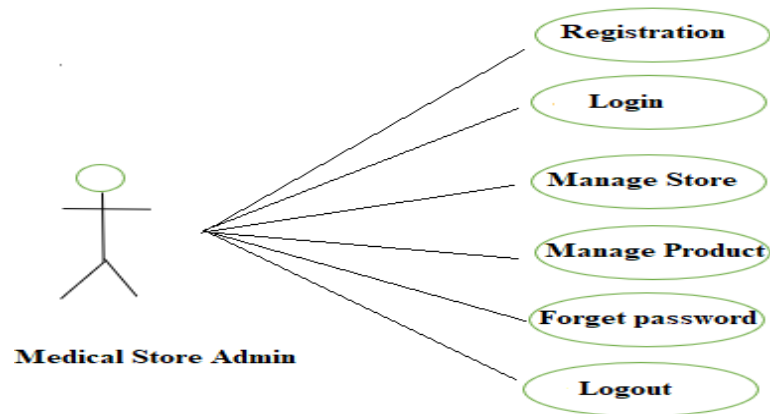 Registration
Login
Manage Store
Manage Product
Forget password
Medical Store Admin
Logout